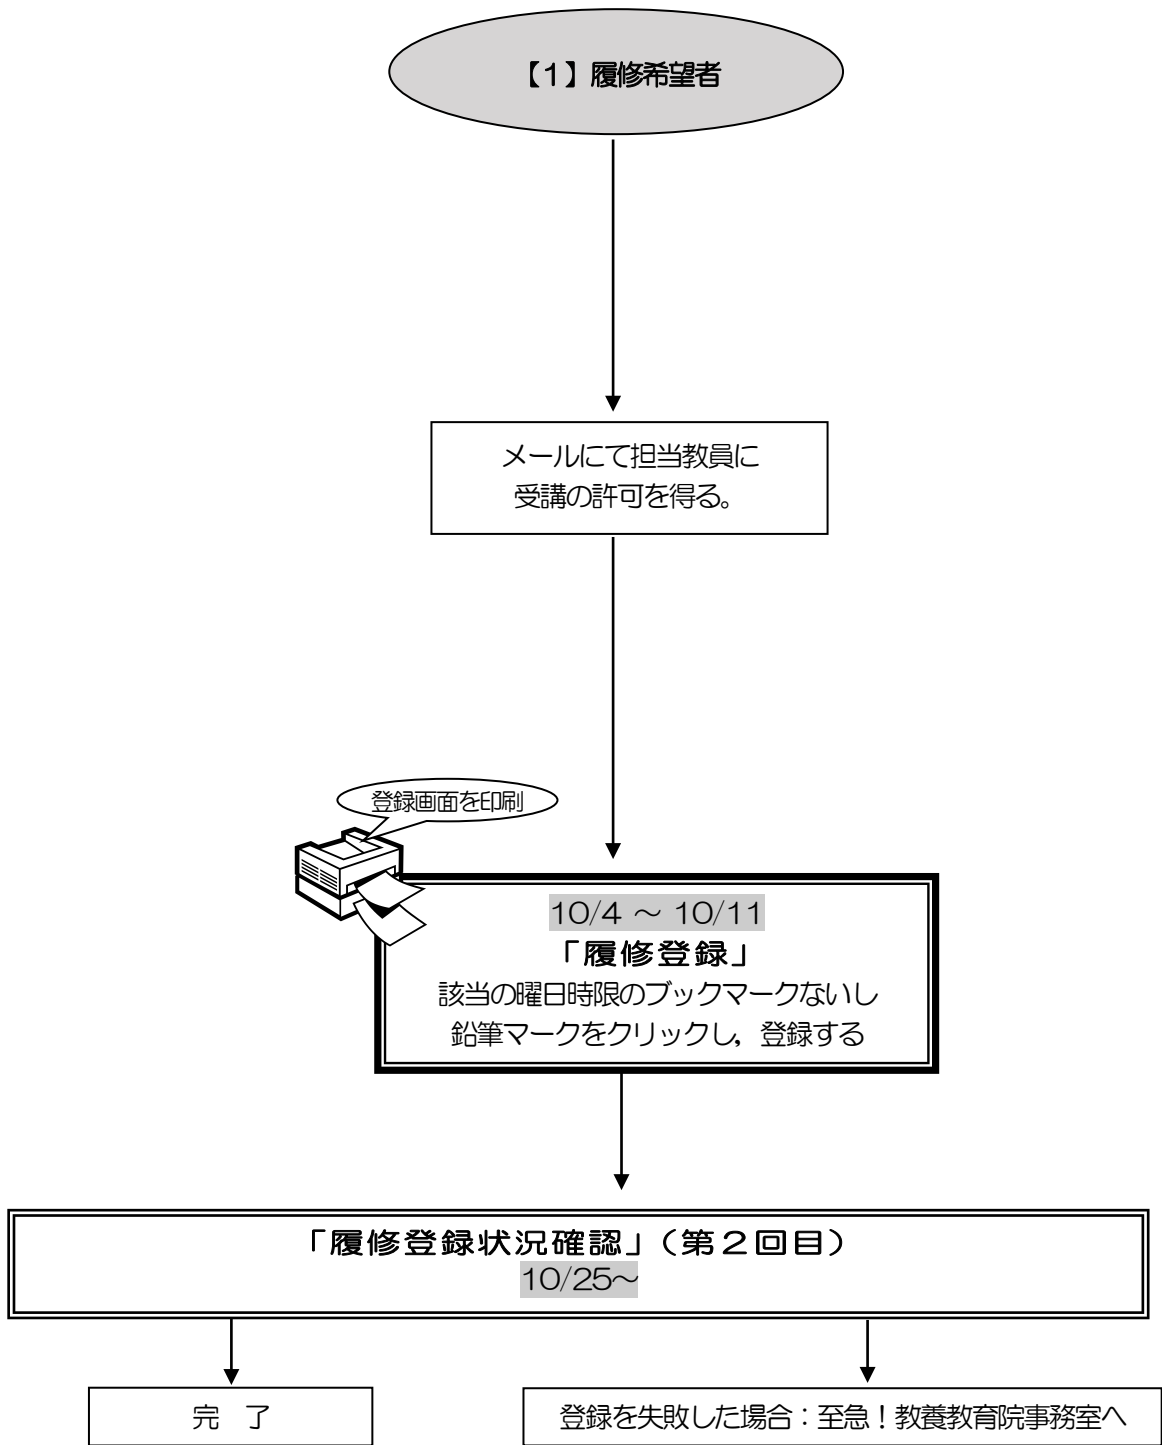 【1】履修希望者
メールにて担当教員に
受講の許可を得る。
登録画面を印刷
10/4 ～ 10/11
「履修登録」
該当の曜日時限のブックマークないし
鉛筆マークをクリックし，登録する
「履修登録状況確認」（第２回目）
10/25～
完　了
登録を失敗した場合：至急！教養教育院事務室へ